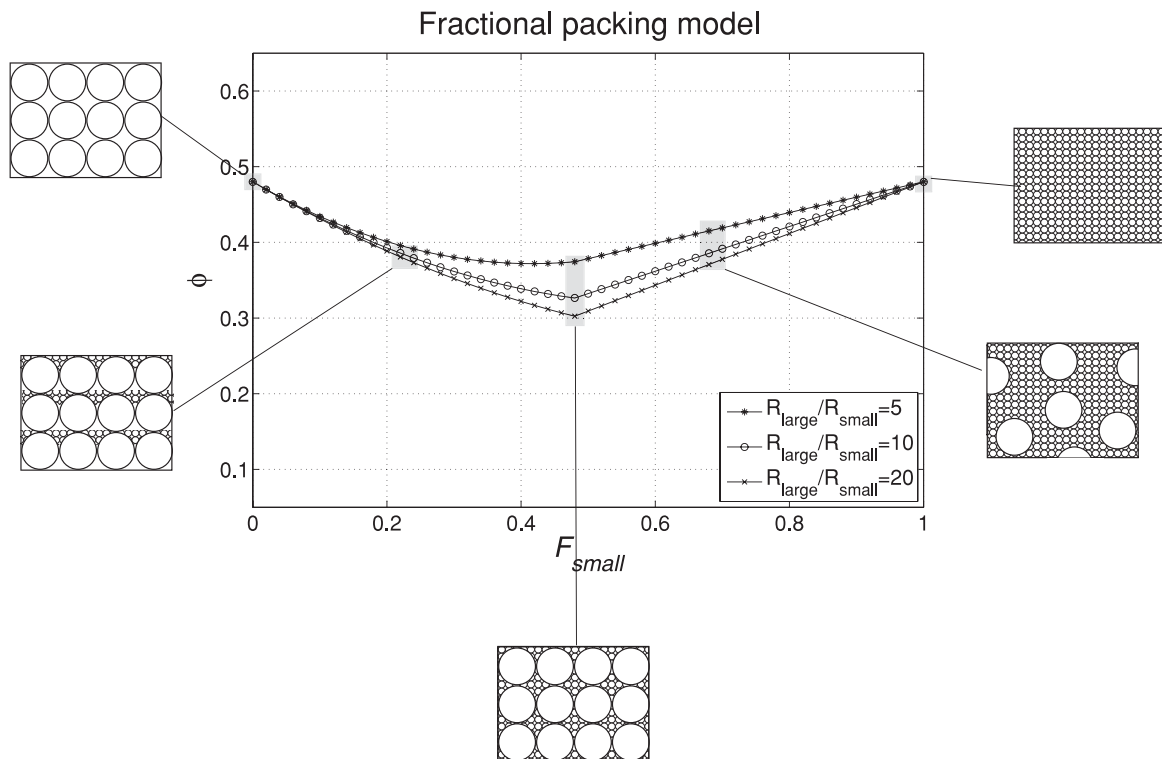 Fractional packing model
0.6
0.5
0.4
0.3
0.2
0.1
ϕ
0 0.2 0.4 0.6 0.8 1
F_small
R_large/R_small=5
R_large/R_small=10
R_large/R_small=20